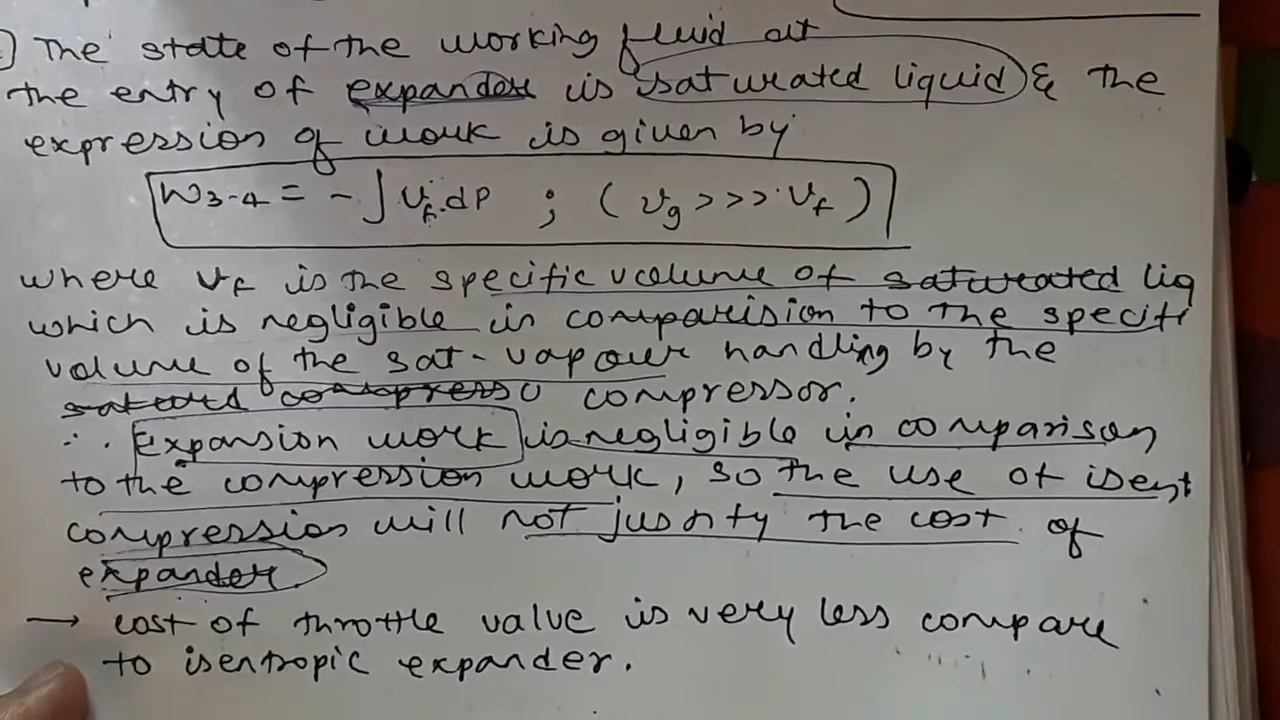 ) The state of the working fluid at
the entry of expander is saturated liquid & the
expression of work is given by
W3-4 = - ∫ vf.dP ; (vg >>> vf)
where vf is the specific volume of saturated liq
which is negligible in comparision to the specifi
volume of the sat-vapour handling by the
compressor.
∴ Expansion work is negligible in comparison
to the compression work, so the use of isent
compression will not justify the cost of
expander
→ cost of throttle value is very less compare
to isentropic expander.